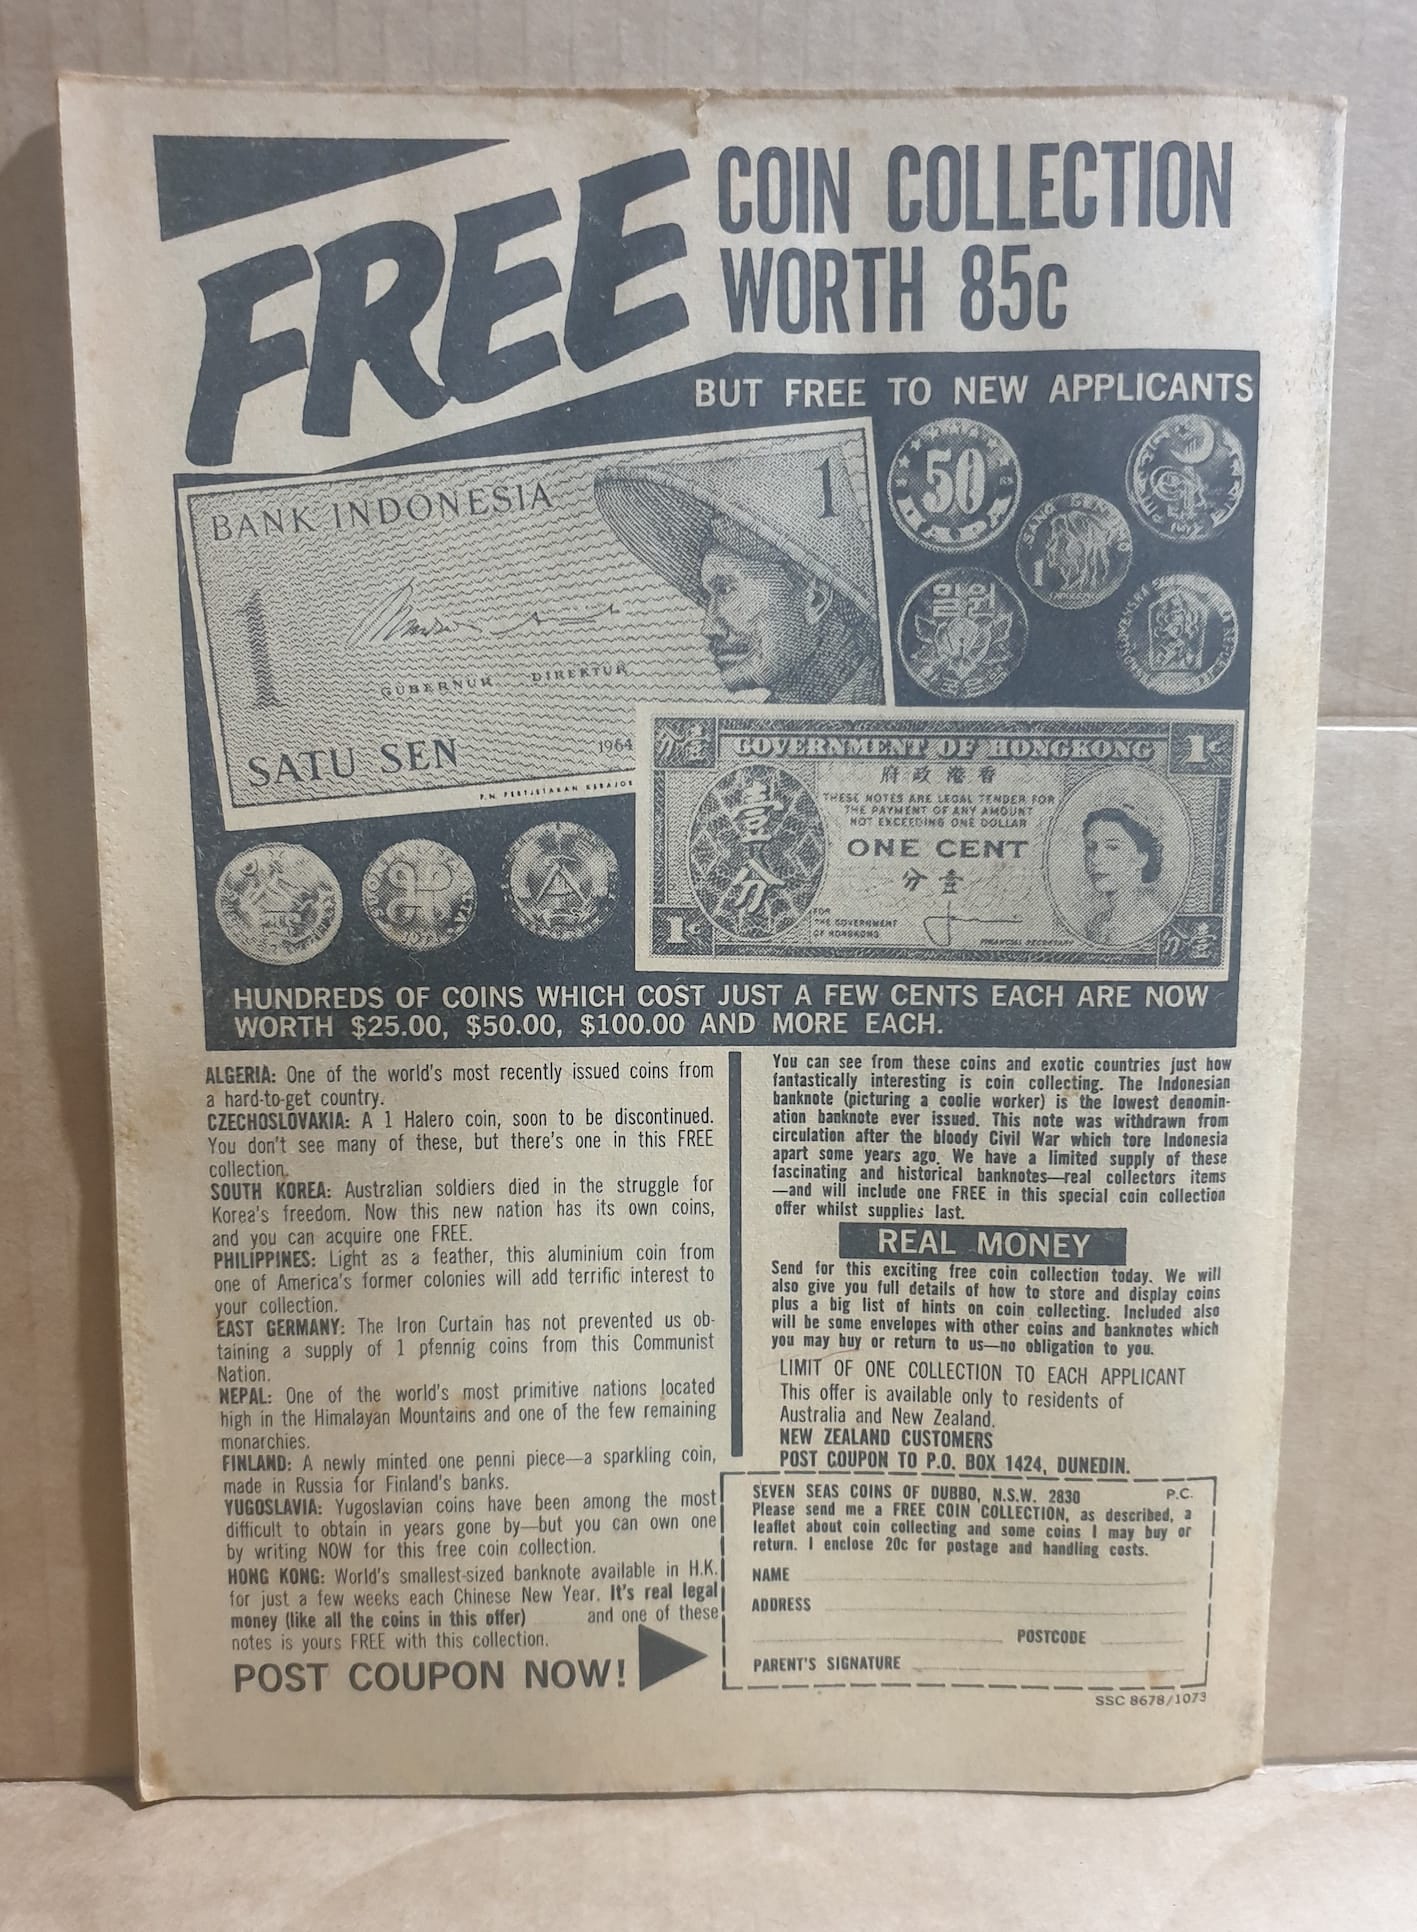 FREE
COIN COLLECTION
WORTH 85c
BUT FREE TO NEW APPLICANTS
BANK INDONESIA
1
1
GUBERNUR DIREKTUR
SATU SEN
1964
50
PARA
SANG DENE
1
일원
GOVERNMENT OF HONGKONG
1c
府政港香
THESE NOTES ARE LEGAL TENDER FOR
THE PAYMENT OF ANY AMOUNT
NOT EXCEEDING ONE DOLLAR
壹
分
ONE CENT
分壹
FOR
THE GOVERNMENT
OF HONGKONG
FINANCIAL SECRETARY
1c
分壹
HUNDREDS OF COINS WHICH COST JUST A FEW CENTS EACH ARE NOW
WORTH $25.00, $50.00, $100.00 AND MORE EACH.
ALGERIA: One of the world's most recently issued coins from
a hard-to-get country.
CZECHOSLOVAKIA: A 1 Halero coin, soon to be discontinued.
You don't see many of these, but there's one in this FREE
collection.
SOUTH KOREA: Australian soldiers died in the struggle for
Korea's freedom. Now this new nation has its own coins,
and you can acquire one FREE.
PHILIPPINES: Light as a feather, this aluminium coin from
one of America's former colonies will add terrific interest to
your collection.
EAST GERMANY: The Iron Curtain has not prevented us ob-
taining a supply of 1 pfennig coins from this Communist
Nation.
NEPAL: One of the world's most primitive nations located
high in the Himalayan Mountains and one of the few remaining
monarchies.
FINLAND: A newly minted one penni piece—a sparkling coin,
made in Russia for Finland's banks.
YUGOSLAVIA: Yugoslavian coins have been among the most
difficult to obtain in years gone by—but you can own one
by writing NOW for this free coin collection.
HONG KONG: World's smallest-sized banknote available in H.K.
for just a few weeks each Chinese New Year. It's real legal
money (like all the coins in this offer) and one of these
notes is yours FREE with this collection.
POST COUPON NOW!
You can see from these coins and exotic countries just how
fantastically interesting is coin collecting. The Indonesian
banknote (picturing a coolie worker) is the lowest denomin-
ation banknote ever issued. This note was withdrawn from
circulation after the bloody Civil War which tore Indonesia
apart some years ago. We have a limited supply of these
fascinating and historical banknotes—real collectors items
—and will include one FREE in this special coin collection
offer whilst supplies last.
REAL MONEY
Send for this exciting free coin collection today. We will
also give you full details of how to store and display coins
plus a big list of hints on coin collecting. Included also
will be some envelopes with other coins and banknotes which
you may buy or return to us—no obligation to you.
LIMIT OF ONE COLLECTION TO EACH APPLICANT
This offer is available only to residents of
Australia and New Zealand.
NEW ZEALAND CUSTOMERS
POST COUPON TO P.O. BOX 1424, DUNEDIN.
SEVEN SEAS COINS OF DUBBO, N.S.W. 2830 P.C.
Please send me a FREE COIN COLLECTION, as described, a
leaflet about coin collecting and some coins I may buy or
return. I enclose 20c for postage and handling costs.
NAME
ADDRESS
POSTCODE
PARENT'S SIGNATURE
SSC 8678/1073